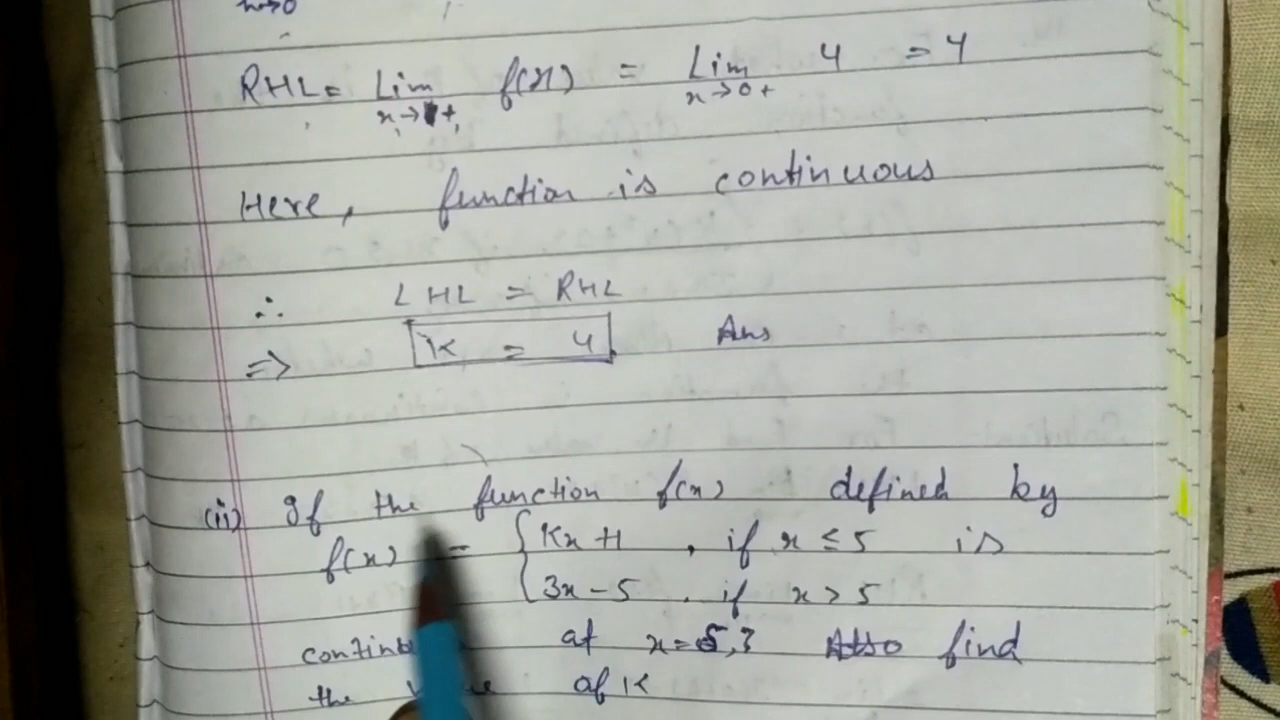 RHL = Lim f(x) = Lim 4 = 4
x→0+
Here, function is continuous
∴ LHL = RHL
⇒ K = 4 Ans
(ii) If the function f(x) defined by
f(x) = { Kx+1 , if x ≤ 5 is
3x-5 , if x > 5
at x=5, Also find
the of K